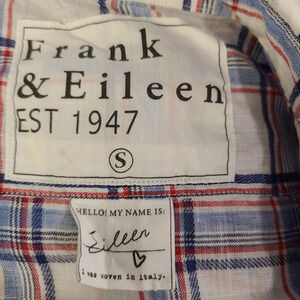 Frank
& Eileen
EST 1947
S
HELLO! MY NAME IS:
Eileen
I was woven in italy.